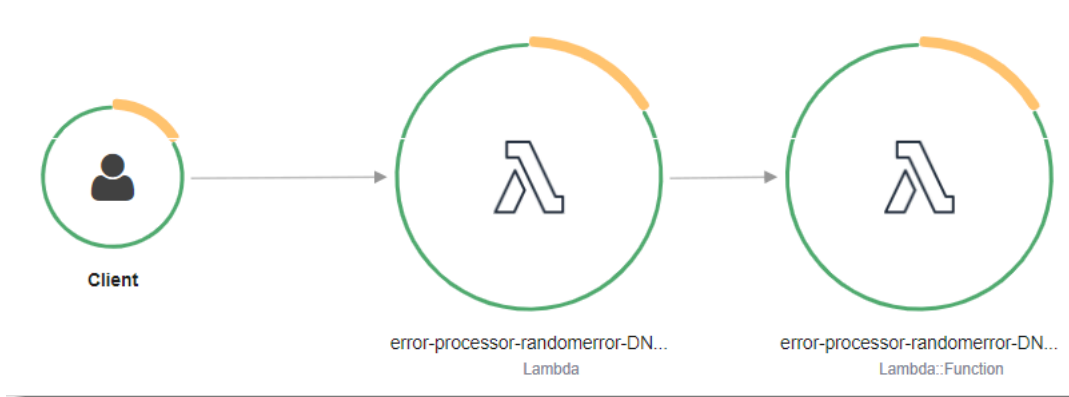 Client
error-processor-randomerror-DN...
Lambda
error-processor-randomerror-DN...
Lambda::Function